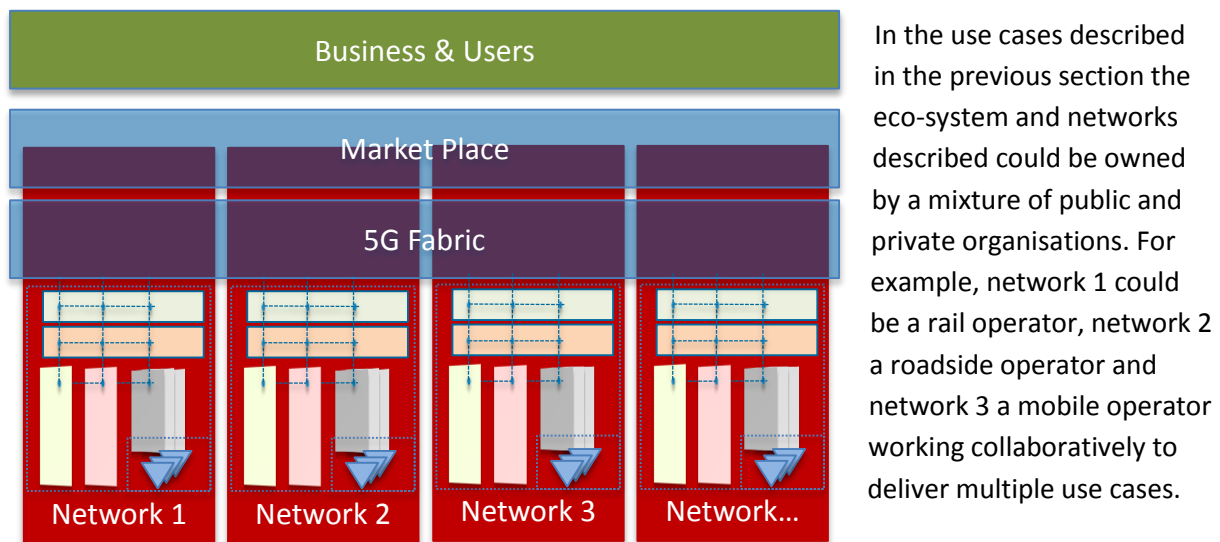 Business & Users
Market Place
5G Fabric
Network 1
Network 2
Network 3
Network...
In the use cases described
in the previous section the
eco-system and networks
described could be owned
by a mixture of public and
private organisations. For
example, network 1 could
be a rail operator, network 2
a roadside operator and
network 3 a mobile operator
working collaboratively to
deliver multiple use cases.